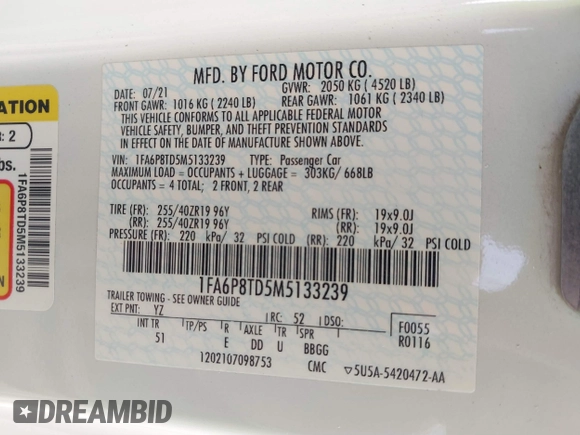 MFD. BY FORD MOTOR CO.
DATE: 07/21 GVWR: 2050 KG ( 4520 LB)
FRONT GAWR: 1016 KG ( 2240 LB) REAR GAWR: 1061 KG ( 2340 LB)
THIS VEHICLE CONFORMS TO ALL APPLICABLE FEDERAL MOTOR
VEHICLE SAFETY, BUMPER, AND THEFT PREVENTION STANDARDS IN
EFFECT ON THE DATE OF MANUFACTURE SHOWN ABOVE.
VIN: 1FA6P8TD5M5133239 TYPE: Passenger Car
MAXIMUM LOAD = OCCUPANTS + LUGGAGE = 303KG/ 668LB
OCCUPANTS = 4 TOTAL; 2 FRONT, 2 REAR
TIRE (FR): 255/40ZR19 96Y RIMS (FR): 19x9.0J
(RR): 255/40ZR19 96Y (RR): 19x9.0J
PRESSURE (FR): 220 kPa/ 32 PSI COLD (RR): 220 kPa/ 32 PSI COLD
1FA6P8TD5M5133239
TRAILER TOWING - SEE OWNER GUIDE
EXT PNT: YZ RC: 52 DSO: F0055
INT TR TP/PS R AXLE TR SPR R0116
51 E DD U BBGG
1202107098753 CMC ▽5U5A-5420472-AA
ATION
R: 2
bs.
1FA6P8TD5M5133239
DREAMBID
.COM